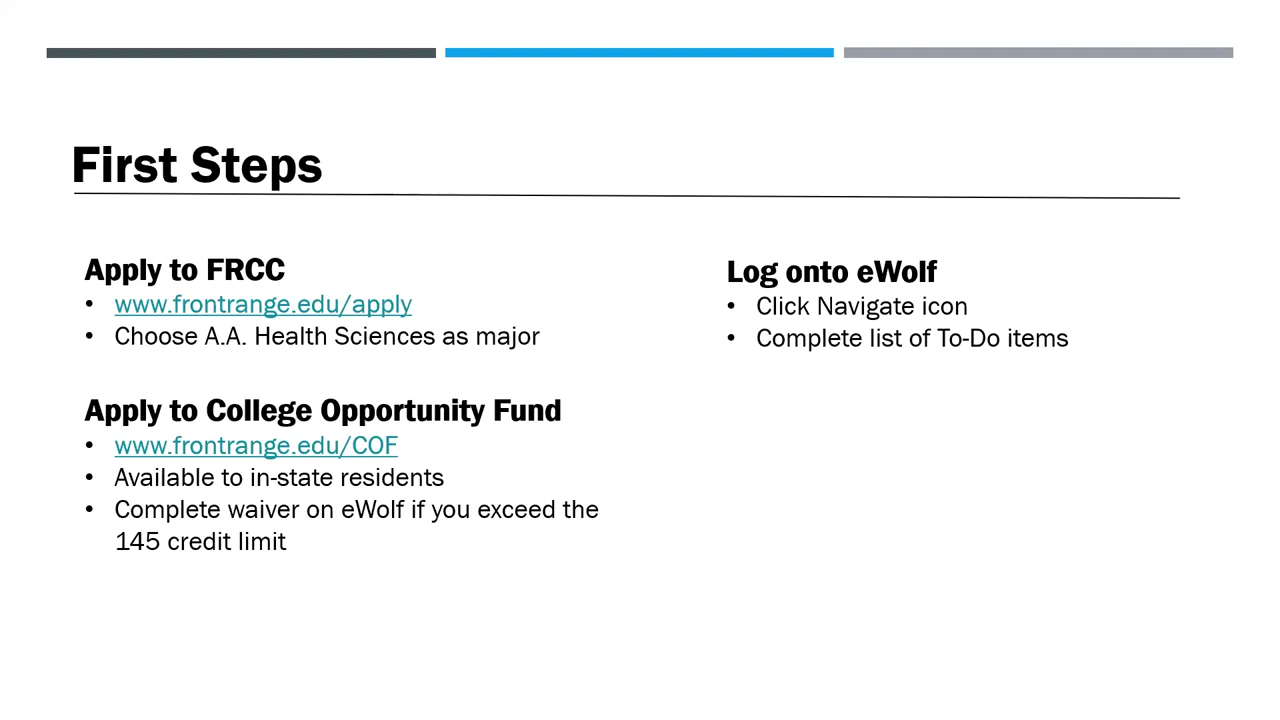 First Steps
Apply to FRCC
• www.frontrange.edu/apply
• Choose A.A. Health Sciences as major
Apply to College Opportunity Fund
• www.frontrange.edu/COF
• Available to in-state residents
• Complete waiver on eWolf if you exceed the
145 credit limit
Log onto eWolf
• Click Navigate icon
• Complete list of To-Do items